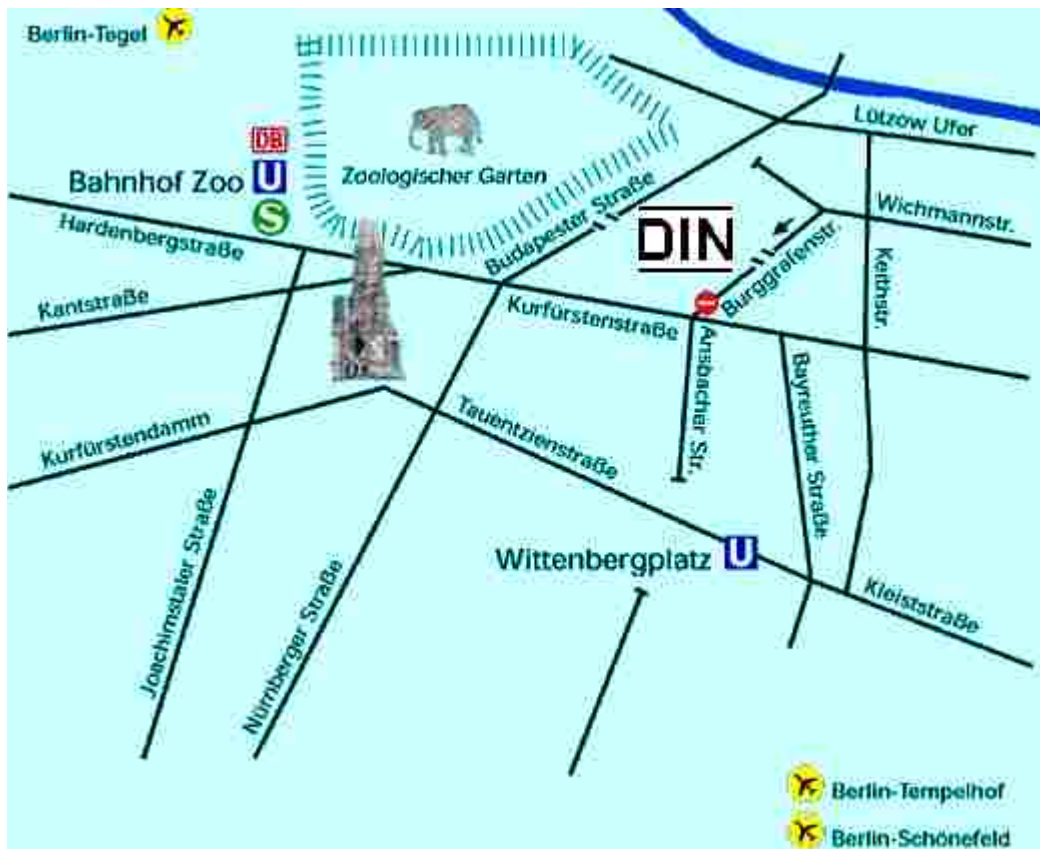 Berlin-Tegel
DB
Bahnhof Zoo U
S
Zoologischer Garten
Lützow Ufer
Hardenbergstraße
Budapester Straße
DIN
Wichmannstr.
Kantstraße
Kurfürstenstraße
Burggrafenstr.
Keithstr.
Ansbacher Str.
Bayreuther Straße
Kurfürstendamm
Tauentzienstraße
Wittenbergplatz U
Joachimstaler Straße
Nürnberger Straße
Kleiststraße
Berlin-Tempelhof
Berlin-Schönefeld